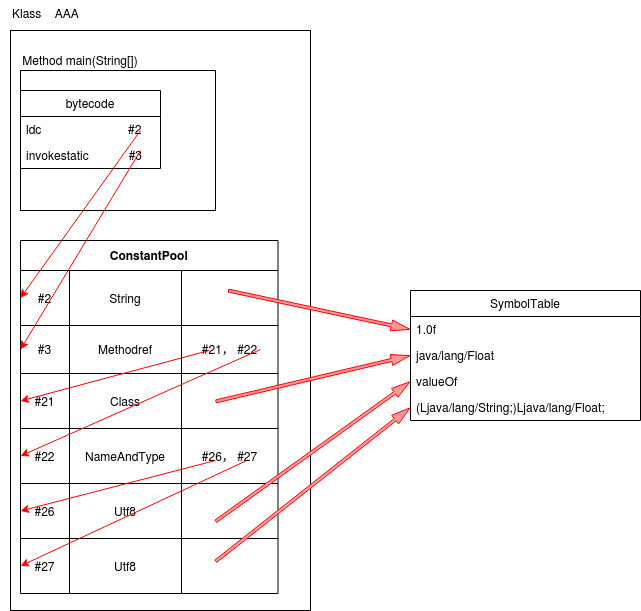 Klass AAA
Method main(String[])
bytecode
ldc #2
invokestatic #3
ConstantPool
#2 String
#3 Methodref #21, #22
#21 Class
#22 NameAndType #26, #27
#26 Utf8
#27 Utf8
SymbolTable
1.0f
java/lang/Float
valueOf
(Ljava/lang/String;)Ljava/lang/Float;